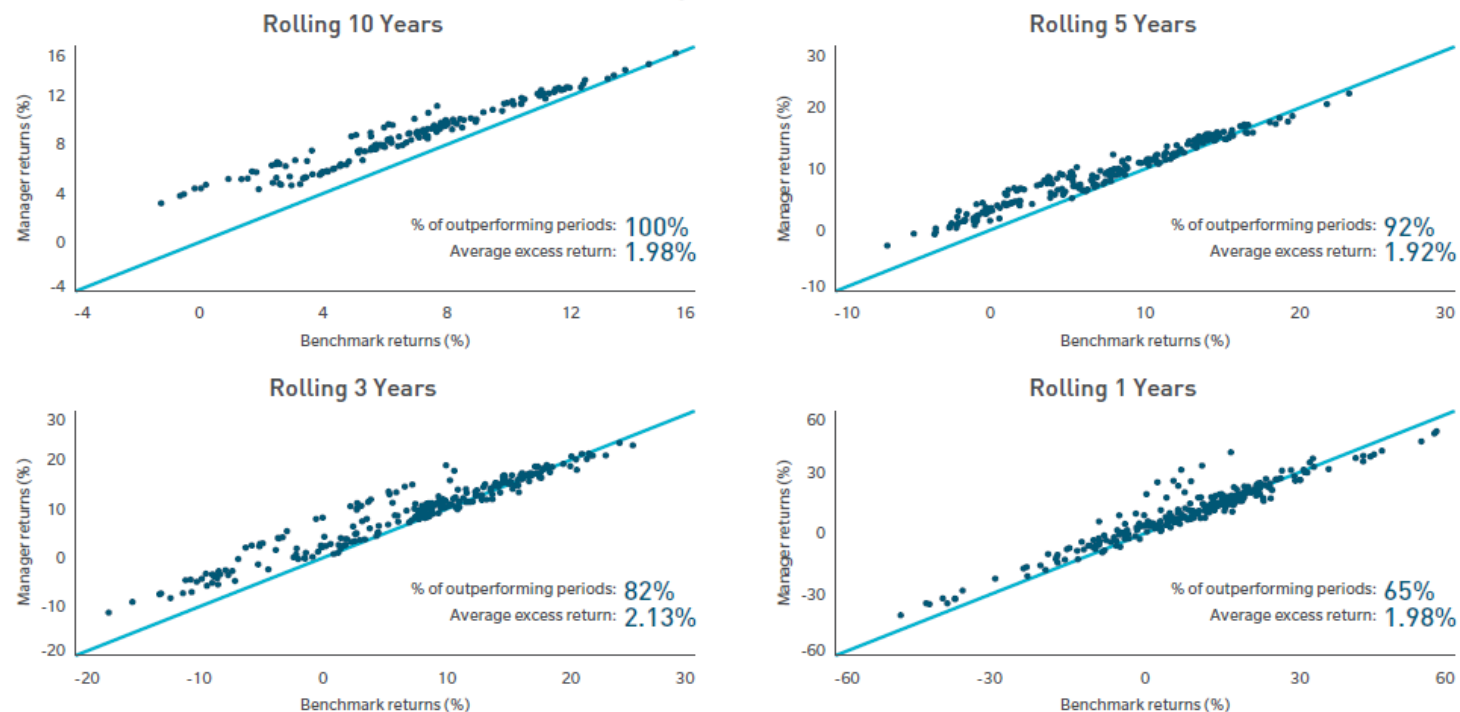 Rolling 10 Years
Manager returns (%)
16
12
8
4
0
-4
% of outperforming periods: 100%
Average excess return: 1.98%
-4 0 4 8 12 16
Benchmark returns (%)
Rolling 5 Years
Manager returns (%)
30
20
10
0
-10
% of outperforming periods: 92%
Average excess return: 1.92%
-10 0 10 20 30
Benchmark returns (%)
Rolling 3 Years
Manager returns (%)
30
20
10
0
-10
-20
% of outperforming periods: 82%
Average excess return: 2.13%
-20 -10 0 10 20 30
Benchmark returns (%)
Rolling 1 Years
Manager returns (%)
60
30
0
-30
-60
% of outperforming periods: 65%
Average excess return: 1.98%
-60 -30 0 30 60
Benchmark returns (%)